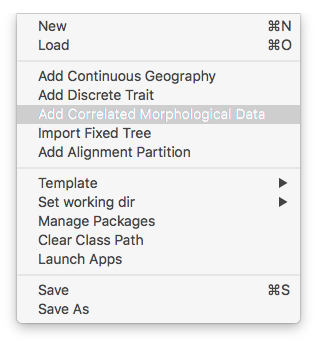 New ⌘N
Load ⌘O
Add Continuous Geography
Add Discrete Trait
Add Correlated Morphological Data
Import Fixed Tree
Add Alignment Partition
Template
Set working dir
Manage Packages
Clear Class Path
Launch Apps
Save ⌘S
Save As